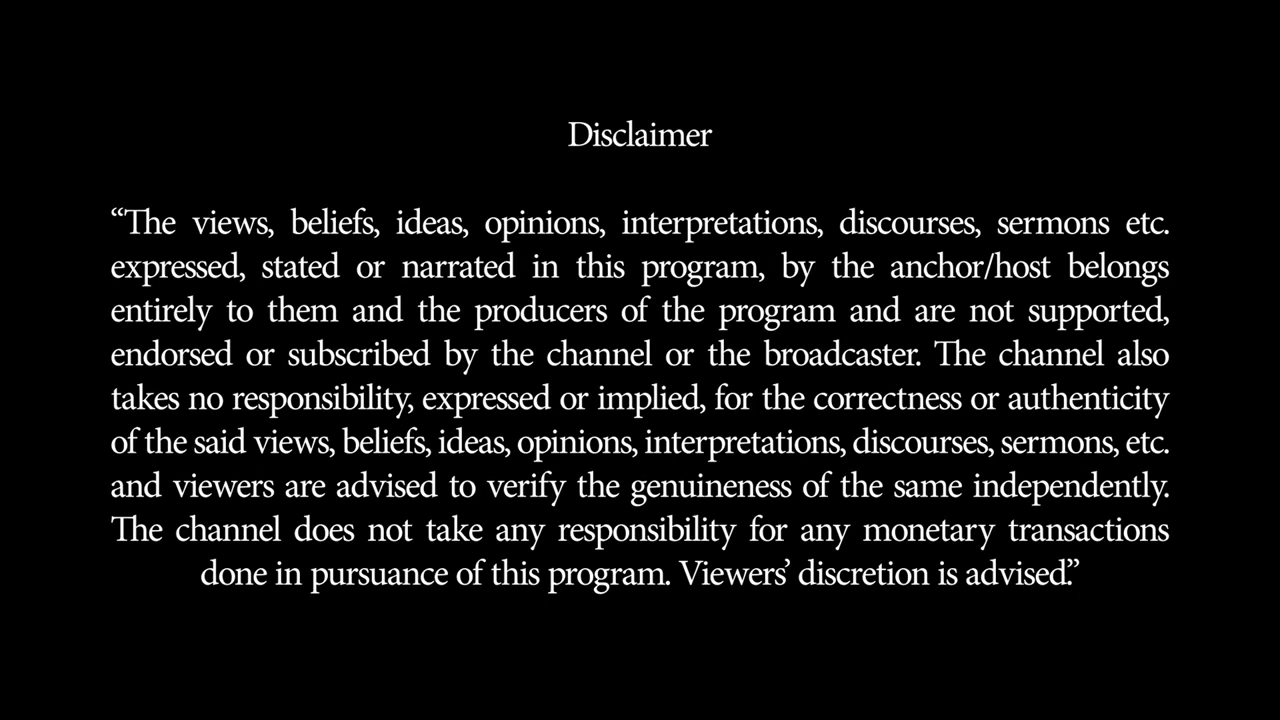 Disclaimer
“The views, beliefs, ideas, opinions, interpretations, discourses, sermons etc.
expressed, stated or narrated in this program, by the anchor/host belongs
entirely to them and the producers of the program and are not supported,
endorsed or subscribed by the channel or the broadcaster. The channel also
takes no responsibility, expressed or implied, for the correctness or authenticity
of the said views, beliefs, ideas, opinions, interpretations, discourses, sermons, etc.
and viewers are advised to verify the genuineness of the same independently.
The channel does not take any responsibility for any monetary transactions
done in pursuance of this program. Viewers’ discretion is advised.”